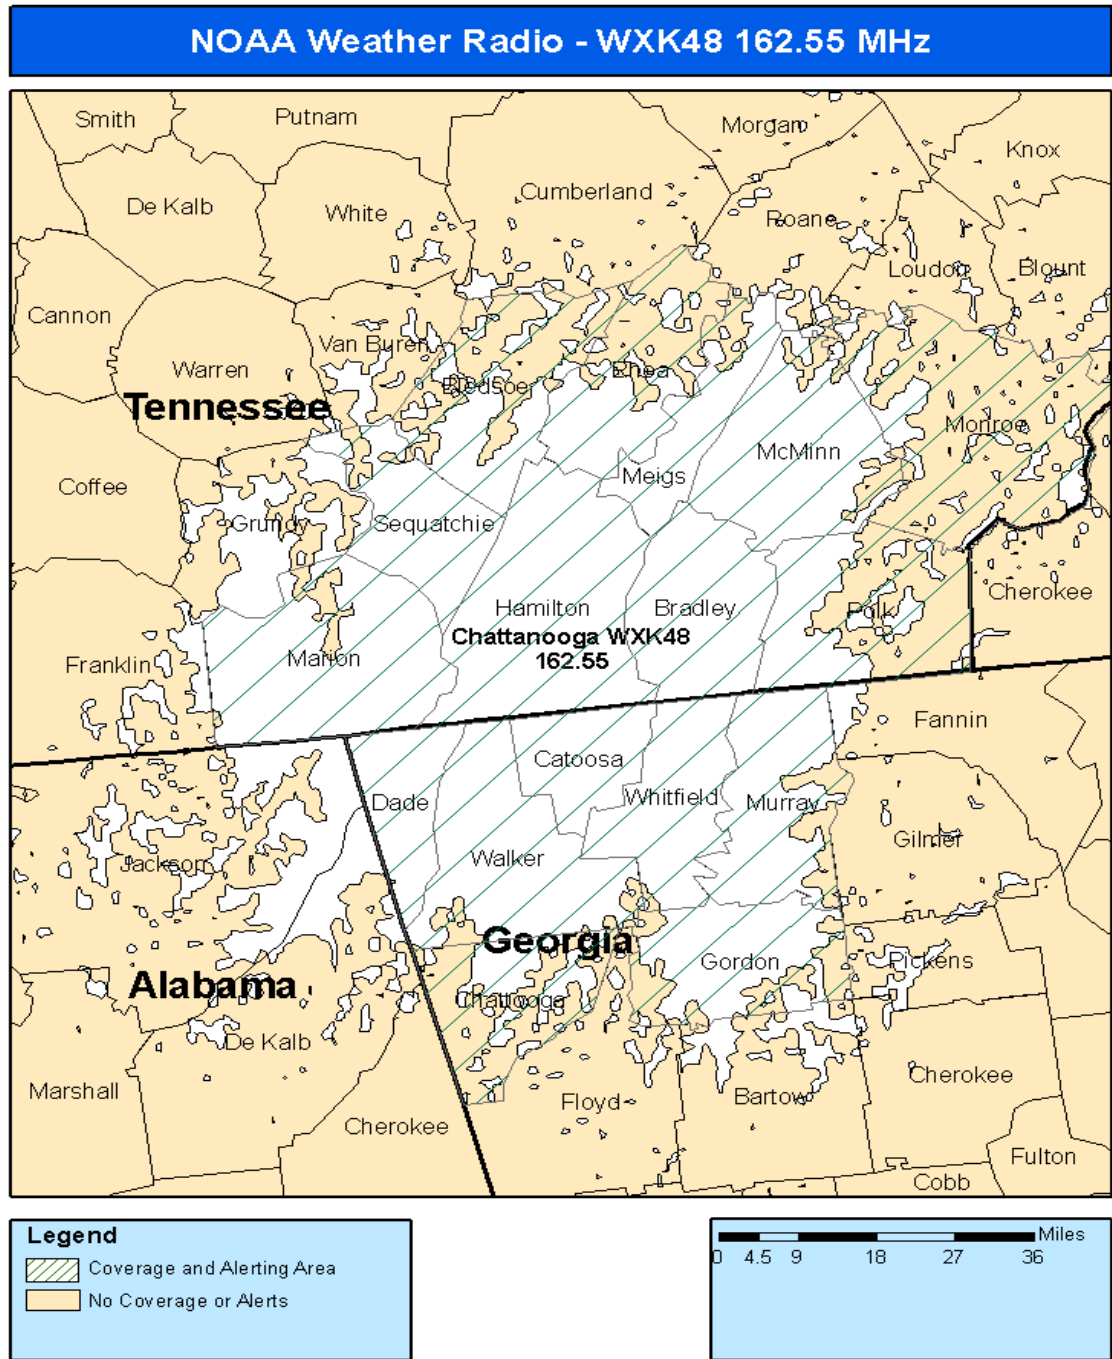 NOAA Weather Radio - WXK48 162.55 MHz
Smith
Putnam
Morgan
Knox
De Kalb
White
Cumberland
Roane
Loudon
Blount
Cannon
Van Buren
Warren
Bledsoe
Rhea
Tennessee
Monroe
McMinn
Meigs
Coffee
Grundy
Sequatchie
Cherokee
Hamilton
Bradley
Polk
Chattanooga WXK48
162.55
Franklin
Marion
Fannin
Catoosa
Dade
Whitfield
Murray
Gilmer
Jackson
Walker
Georgia
Gordon
Pickens
Alabama
Chattooga
De Kalb
Marshall
Cherokee
Floyd
Bartow
Cherokee
Fulton
Cobb
Legend
Coverage and Alerting Area
No Coverage or Alerts
Miles
0 4.5 9 18 27 36